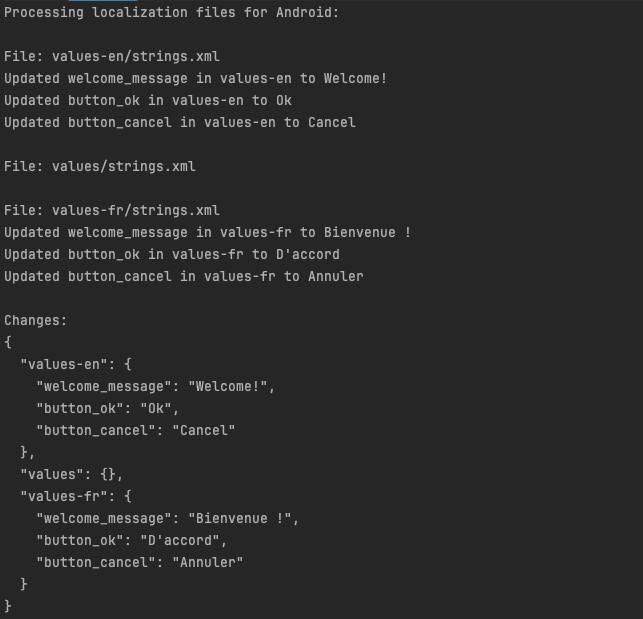 Processing localization files for Android:
File: values-en/strings.xml
Updated welcome_message in values-en to Welcome!
Updated button_ok in values-en to Ok
Updated button_cancel in values-en to Cancel
File: values/strings.xml
File: values-fr/strings.xml
Updated welcome_message in values-fr to Bienvenue !
Updated button_ok in values-fr to D'accord
Updated button_cancel in values-fr to Annuler
Changes:
{
  "values-en": {
    "welcome_message": "Welcome!",
    "button_ok": "Ok",
    "button_cancel": "Cancel"
  },
  "values": {},
  "values-fr": {
    "welcome_message": "Bienvenue !",
    "button_ok": "D'accord",
    "button_cancel": "Annuler"
  }
}